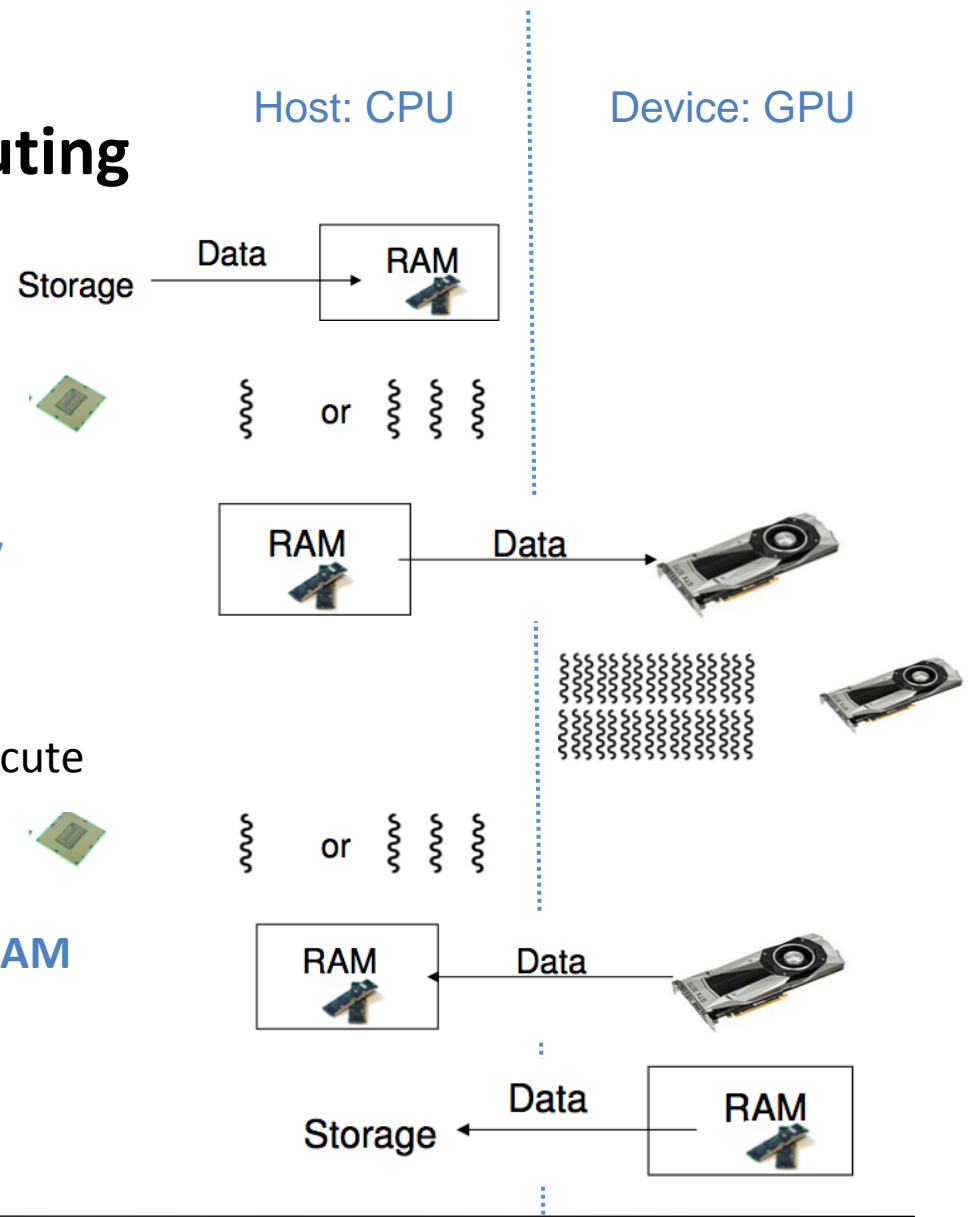 Host: CPU
Device: GPU
uting
Data
RAM
Storage
or
RAM
Data
cute
or
AM
RAM
Data
Data
RAM
Storage